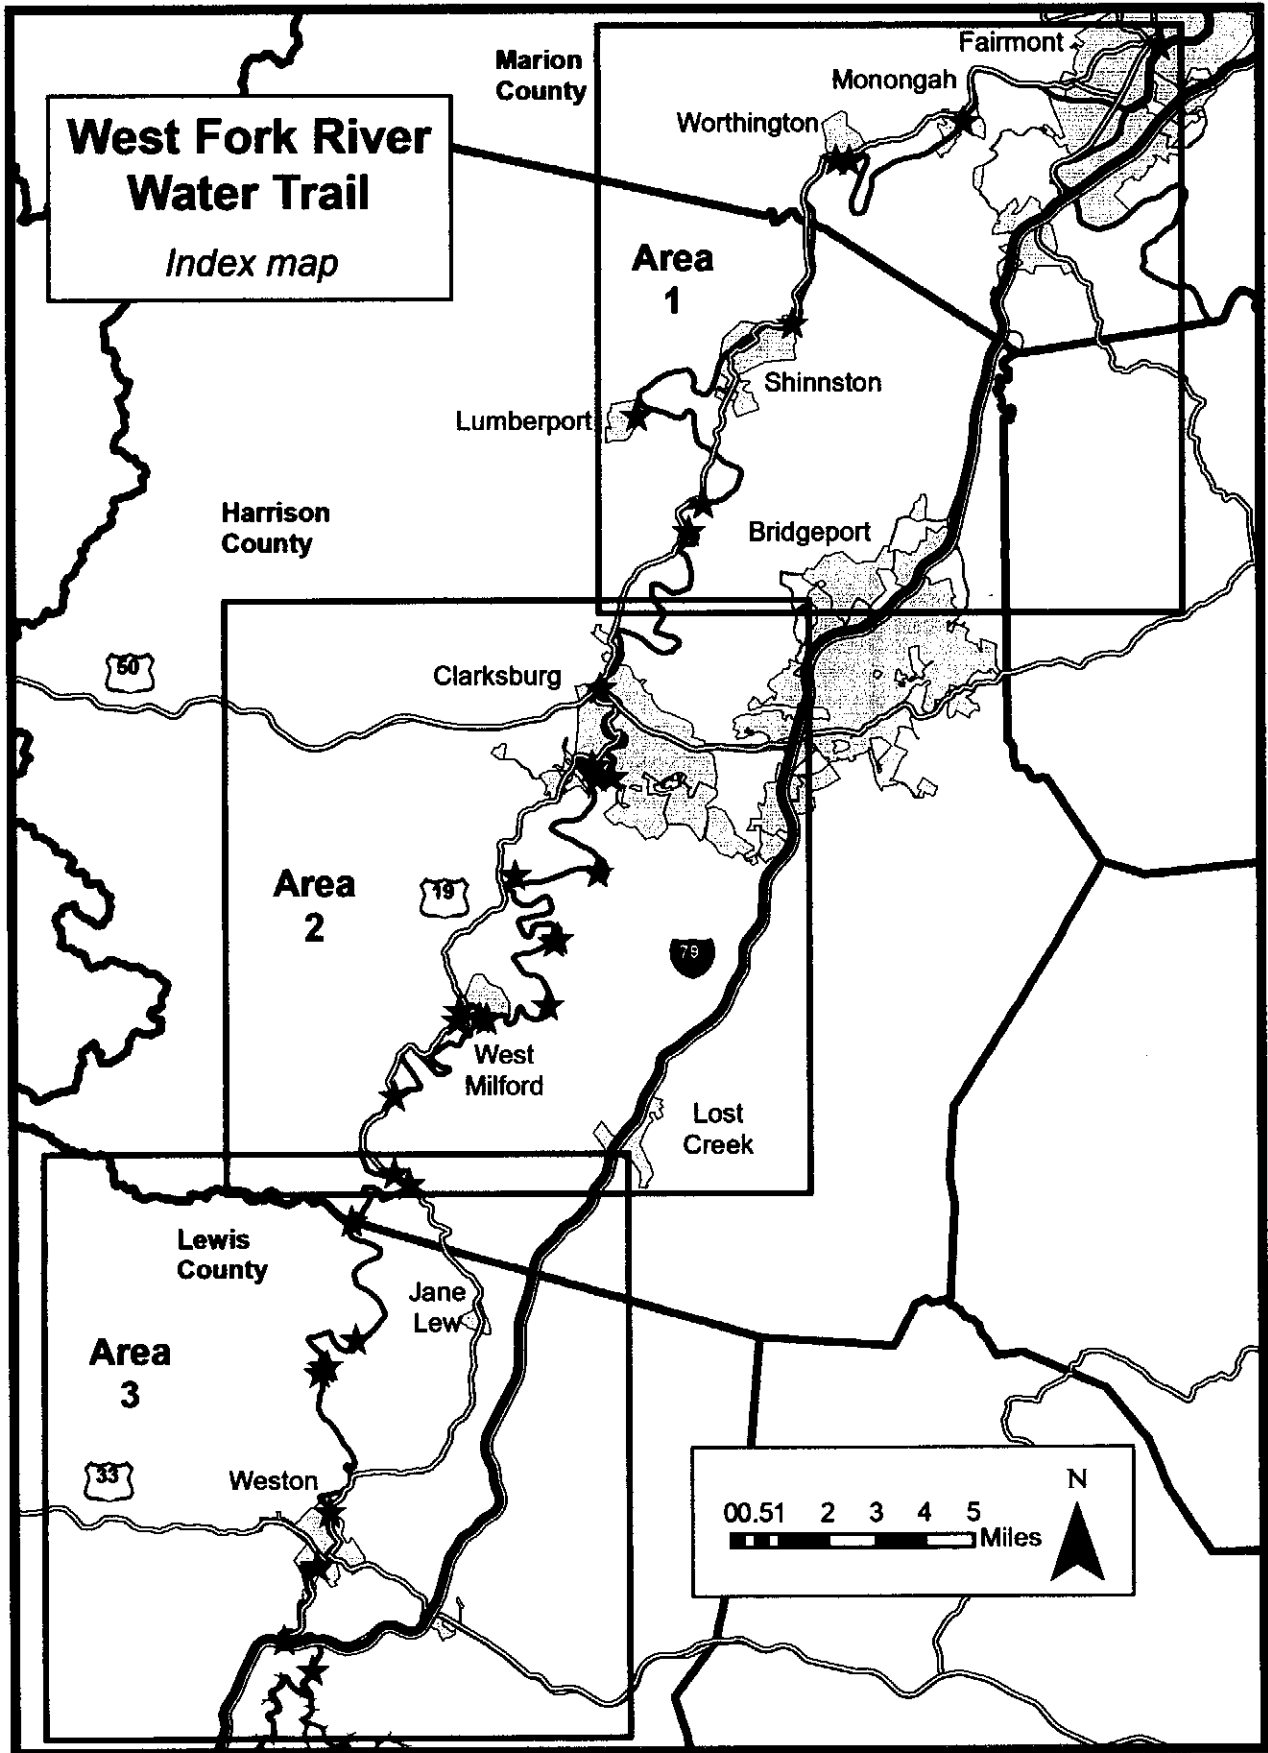 West Fork River
Water Trail
Index map
Marion
County
Fairmont
Monongah
Worthington
Area
1
Shinnston
Lumberport
Harrison
County
Bridgeport
50
Clarksburg
Area
2
19
79
West
Milford
Lost
Creek
Lewis
County
Jane
Lew
Area
3
33
Weston
N
00.51 2 3 4 5
Miles